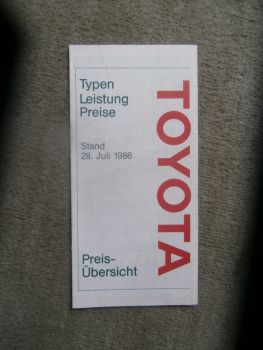 Typen
Leistung
Preise
Stand
28. Juli 1986
TOYOTA
Preis-
Übersicht